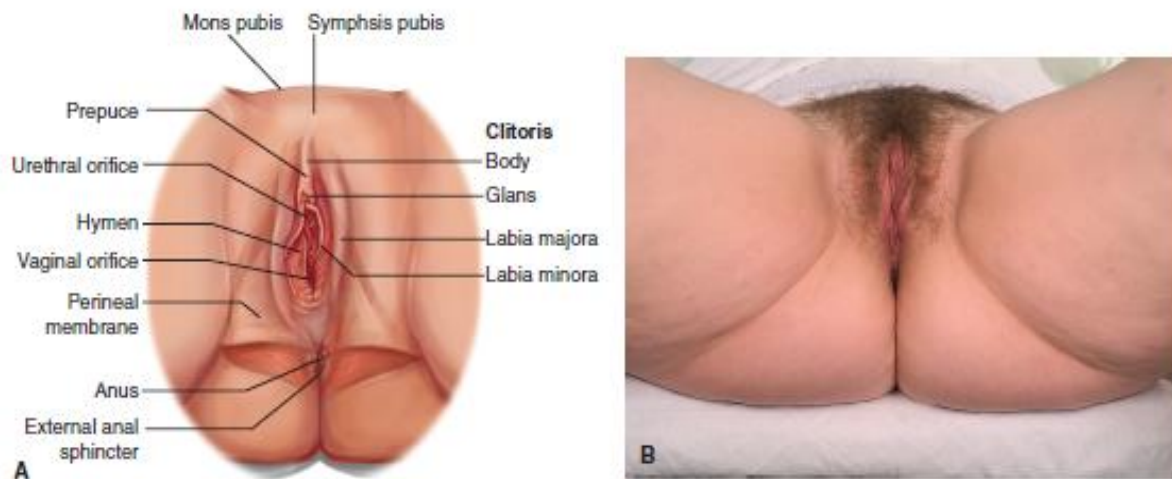 Mons pubis
Symphsis pubis
Prepuce
Urethral orifice
Hymen
Vaginal orifice
Perineal
membrane
Anus
External anal
sphincter
A
Clitoris
Body
Glans
Labia majora
Labia minora
B